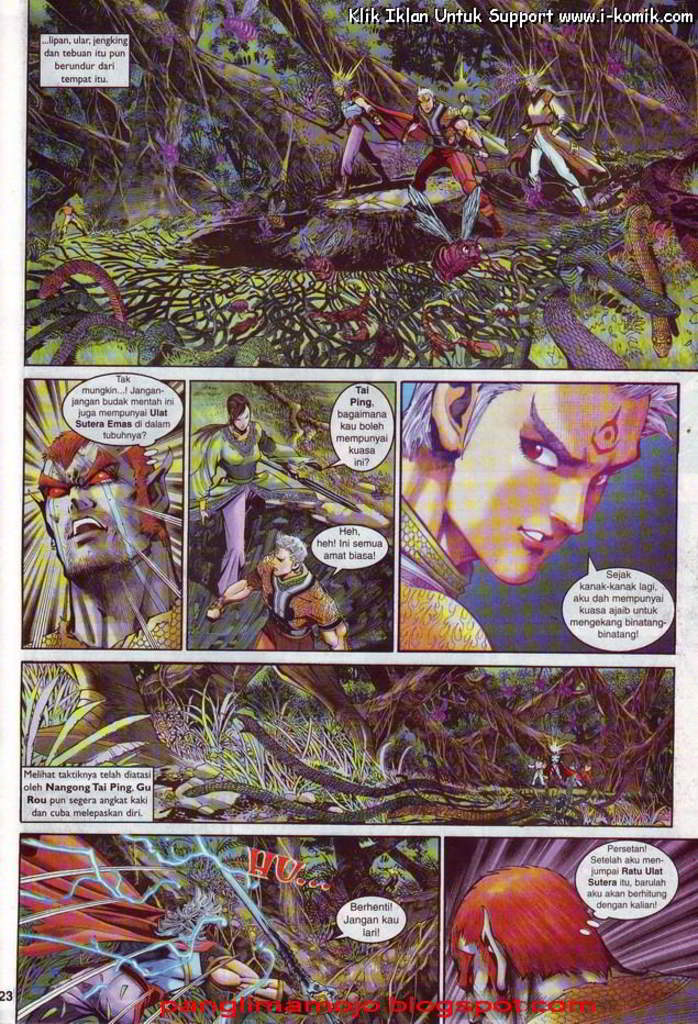 Klik Iklan Untuk Support www.i-komik.com
...lipan, ular, jengking
dan tebuan itu pun
berundur dari
tempat itu.
Tak
mungkin...! Jangan-
jangan budak mentah ini
juga mempunyai Ulat
Sutera Emas di dalam
tubuhnya?
Tai
Ping,
bagaimana
kau boleh
mempunyai
kuasa
ini?
Heh,
heh! Ini semua
amat biasa!
Sejak
kanak-kanak lagi,
aku dah mempunyai
kuasa ajaib untuk
mengekang binatang-
binatang!
Melihat taktiknya telah diatasi
oleh Nangong Tai Ping, Gu
Rou pun segera angkat kaki
dan cuba melepaskan diri.
HU...
Berhenti!
Jangan kau
lari!
Persetan!
Setelah aku men-
jumpai Ratu Ulat
Sutera itu, barulah
aku akan berhitung
dengan kalian!
23
panglimamojo.blogspot.com